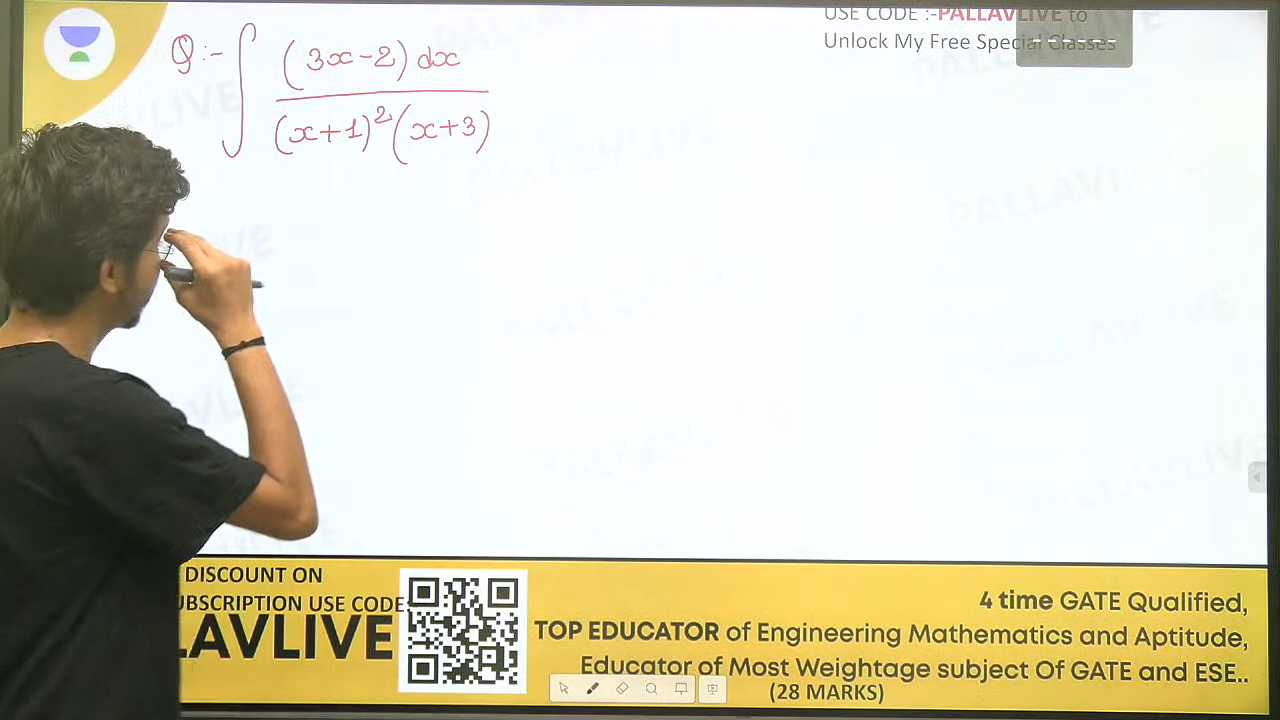 USE CODE :-PALLAVLIVE to
Unlock My Free Special Classes
Q:- ∫ (3x-2) dx
(x+1)²(x+3)
DISCOUNT ON
UBSCRIPTION USE CODE:
LAVLIVE
4 time GATE Qualified,
TOP EDUCATOR of Engineering Mathematics and Aptitude,
Educator of Most Weightage subject Of GATE and ESE..
(28 MARKS)